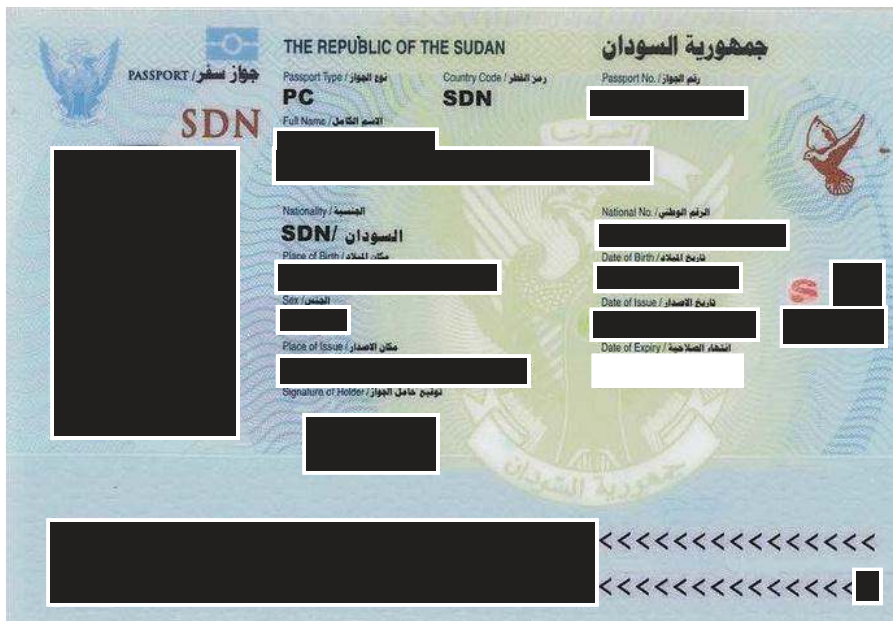 THE REPUBLIC OF THE SUDAN جمهورية السودان
PASSPORT / جواز سفر
SDN
Passport Type / نوع الجواز
PC
Country Code / رمز القطر
SDN
Passport No. / رقم الجواز
Full Name / الاسم الكامل
Nationality / الجنسية
SDN/ السودان
National No. / الرقم الوطني
Place of Birth / مكان الميلاد
Date of Birth / تاريخ الميلاد
Sex / الجنس
Date of Issue / تاريخ الاصدار
S
Place of Issue / مكان الاصدار
Date of Expiry / انتهاء الصلاحية
Signature of Holder / توقيع حامل الجواز
جمهورية السودان
<<<<<<<<<<<<<<<
<<<<<<<<<<<<<<